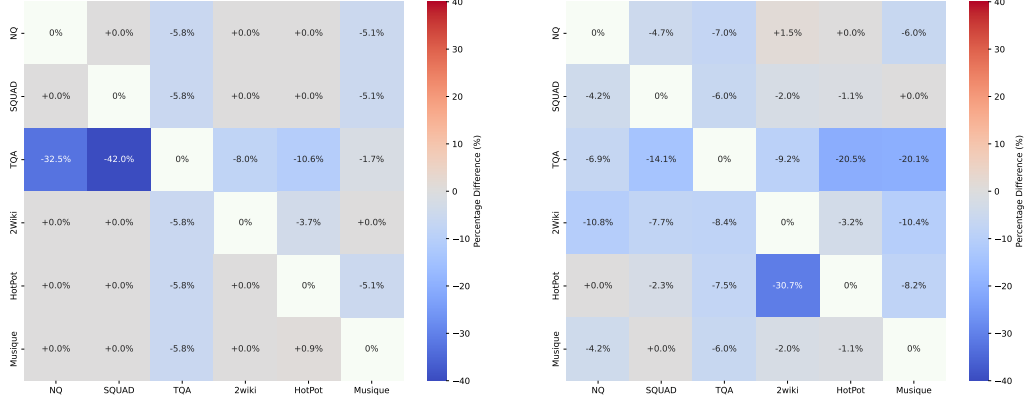 NQ 0% +0.0% -5.8% +0.0% +0.0% -5.1%
SQUAD +0.0% 0% -5.8% +0.0% +0.0% -5.1%
TQA -32.5% -42.0% 0% -8.0% -10.6% -1.7%
2Wiki +0.0% +0.0% -5.8% 0% -3.7% +0.0%
HotPot +0.0% +0.0% -5.8% +0.0% 0% -5.1%
Musique +0.0% +0.0% -5.8% +0.0% +0.9% 0%
NQ SQUAD TQA 2wiki HotPot Musique
40
30
20
10
0
−10
−20
−30
−40
Percentage Difference (%)
NQ 0% -4.7% -7.0% +1.5% +0.0% -6.0%
SQUAD -4.2% 0% -6.0% -2.0% -1.1% +0.0%
TQA -6.9% -14.1% 0% -9.2% -20.5% -20.1%
2Wiki -10.8% -7.7% -8.4% 0% -3.2% -10.4%
HotPot +0.0% -2.3% -7.5% -30.7% 0% -8.2%
Musique -4.2% +0.0% -6.0% -2.0% -1.1% 0%
NQ SQUAD TQA 2wiki HotPot Musique
40
30
20
10
0
−10
−20
−30
−40
Percentage Difference (%)